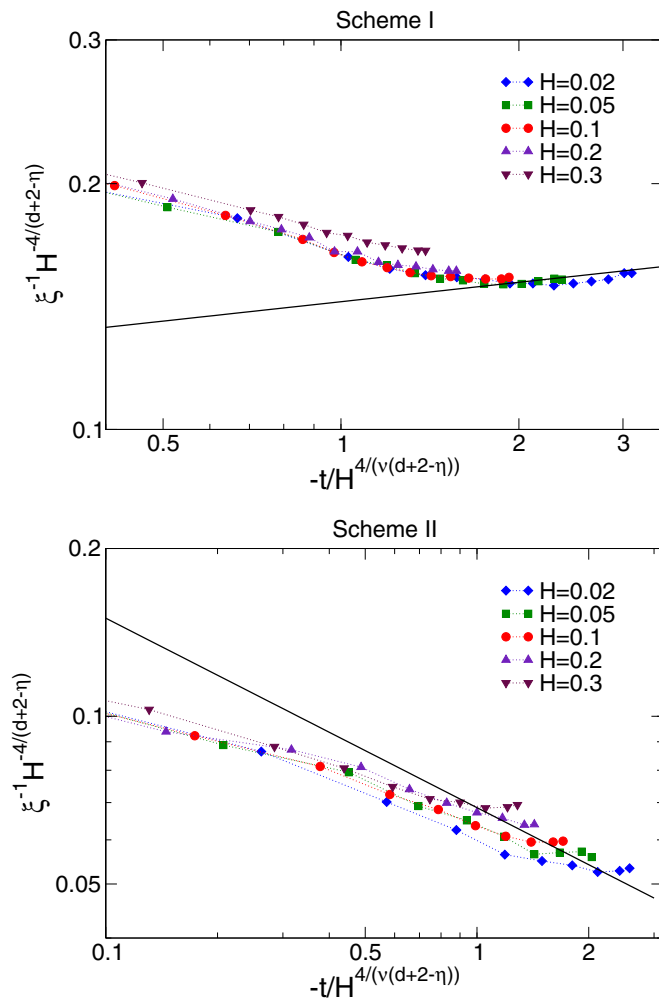 Scheme I
0.3
0.2
0.1
ξ⁻¹H⁻⁴/(d+2-η)
H=0.02
H=0.05
H=0.1
H=0.2
H=0.3
0.5 1 2 3
-t/H⁴/(ν(d+2-η))
Scheme II
0.2
0.1
0.05
ξ⁻¹H⁻⁴/(d+2-η)
H=0.02
H=0.05
H=0.1
H=0.2
H=0.3
0.1 0.5 1 2
-t/H⁴/(ν(d+2-η))